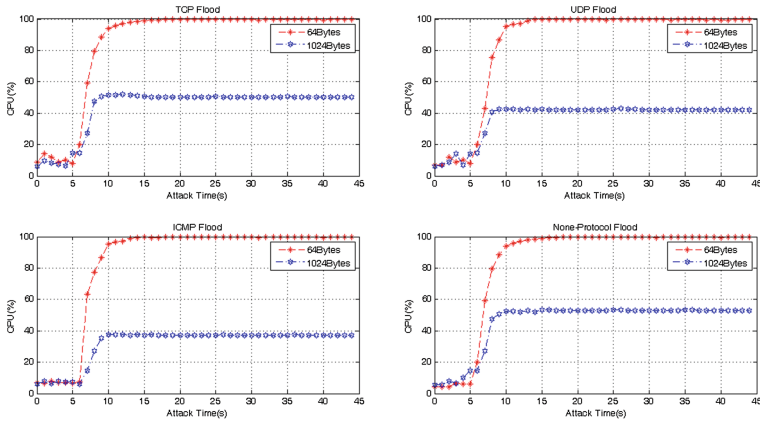 TCP Flood
100
80
60
40
20
0
CPU (%)
0 5 10 15 20 25 30 35 40 45
Attack Time(s)
64Bytes
1024Bytes
UDP Flood
100
80
60
40
20
0
CPU (%)
0 5 10 15 20 25 30 35 40 45
Attack Time(s)
64Bytes
1024Bytes
ICMP Flood
100
80
60
40
20
0
CPU (%)
0 5 10 15 20 25 30 35 40 45
Attack Time(s)
64Bytes
1024Bytes
None-Protocol Flood
100
80
60
40
20
0
CPU (%)
0 5 10 15 20 25 30 35 40 45
Attack Time(s)
64Bytes
1024Bytes